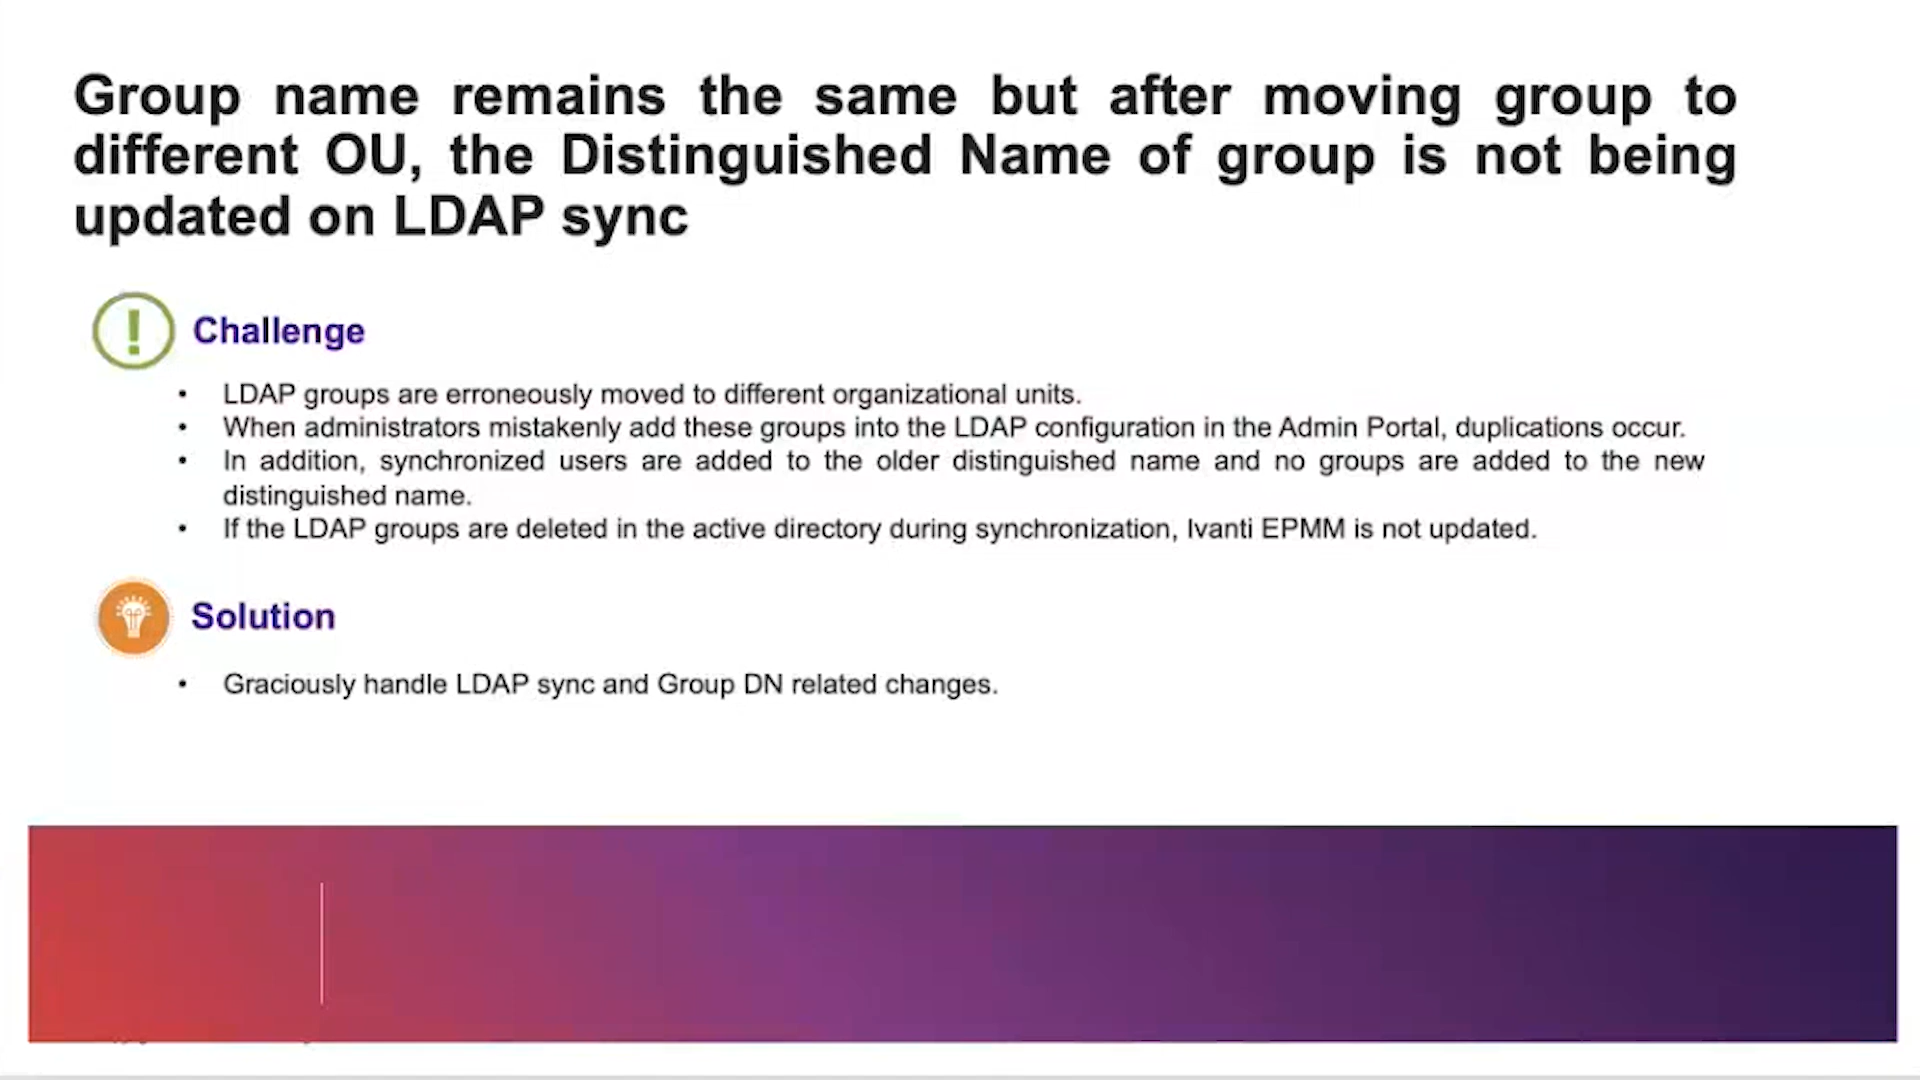 Group name remains the same but after moving group to
different OU, the Distinguished Name of group is not being
updated on LDAP sync
Challenge
• LDAP groups are erroneously moved to different organizational units.
• When administrators mistakenly add these groups into the LDAP configuration in the Admin Portal, duplications occur.
• In addition, synchronized users are added to the older distinguished name and no groups are added to the new
distinguished name.
• If the LDAP groups are deleted in the active directory during synchronization, Ivanti EPMM is not updated.
Solution
• Graciously handle LDAP sync and Group DN related changes.